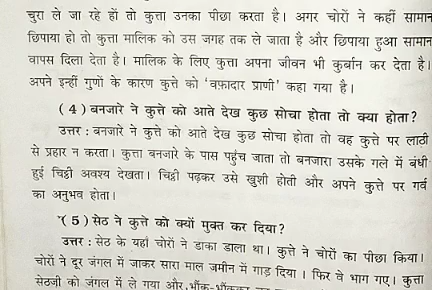 चुरा ले जा रहे हों तो कुत्ता उनका पीछा करता है। अगर चोरों ने कहीं सामान
छिपाया हो तो कुत्ता मालिक को उस जगह तक ले जाता है और छिपाया हुआ सामान
वापस दिला देता है। मालिक के लिए कुत्ता अपना जीवन भी कुर्बान कर देता है।
अपने इन्हीं गुणों के कारण कुत्ते को 'वफ़ादार प्राणी' कहा गया है।
( 4 ) बनजारे ने कुत्ते को आते देख कुछ सोचा होता तो क्या होता?
उत्तर : बनजारे ने कुत्ते को आते देख कुछ सोचा होता तो वह कुत्ते पर लाठी
से प्रहार न करता। कुत्ता बनजारे के पास पहुँच जाता तो बनजारा उसके गले में बंधी
हुई चिठ्ठी अवश्य देखता। चिठ्ठी पढ़कर उसे खुशी होती और अपने कुत्ते पर गर्व
का अनुभव होता।
( 5 ) सेठ ने कुत्ते को क्यों मुक्त कर दिया?
उत्तर : सेठ के यहाँ चोरों ने डाका डाला था। कुत्ते ने चोरों का पीछा किया।
चोरों ने दूर जंगल में जाकर सारा माल जमीन में गाड़ दिया । फिर वे भाग गए। कुत्ता
सेठजी को जंगल में ले गया और भौंक-भौंककर